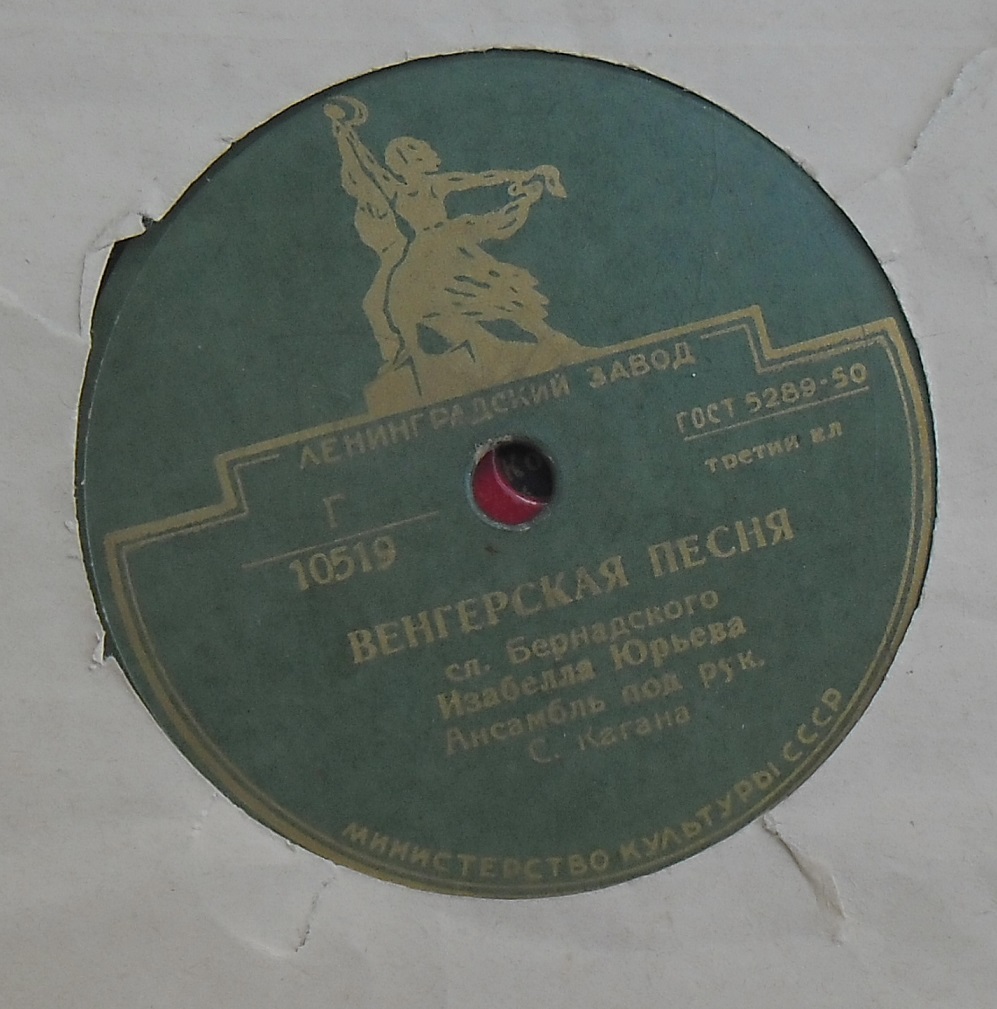 ЛЕНИНГРАДСКИЙ ЗАВОД
ГОСТ 5289-50
третий кл
Г
10519
ВЕНГЕРСКАЯ ПЕСНЯ
сл. Бернадского
Изабелла Юрьева
Ансамбль под рук.
С. Кагана
МИНИСТЕРСТВО КУЛЬТУРЫ СССР